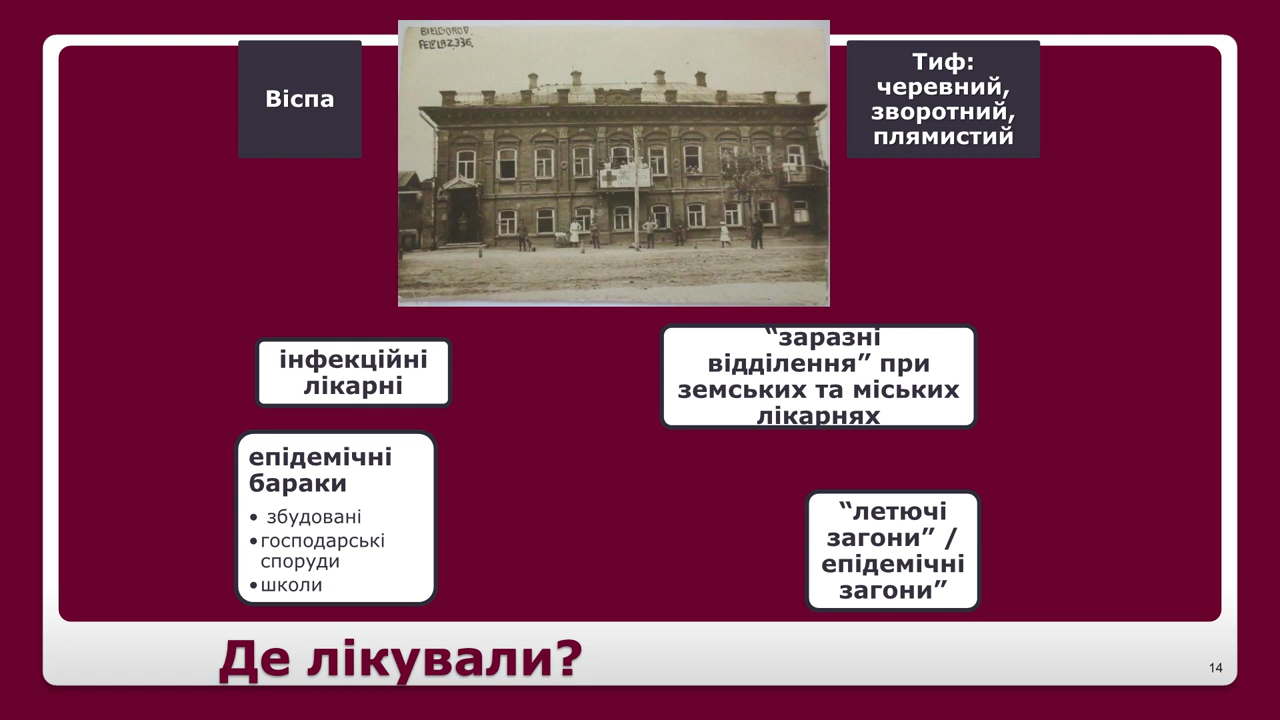 BIELGOROD.
Віспа
Тиф:
черевний,
зворотний,
плямистий
інфекційні
лікарні
“заразні
відділення” при
земських та міських
лікарнях
епідемічні
бараки
• збудовані
•господарські
споруди
•школи
“летючі
загони” /
епідемічні
загони”
Де лікували?
14